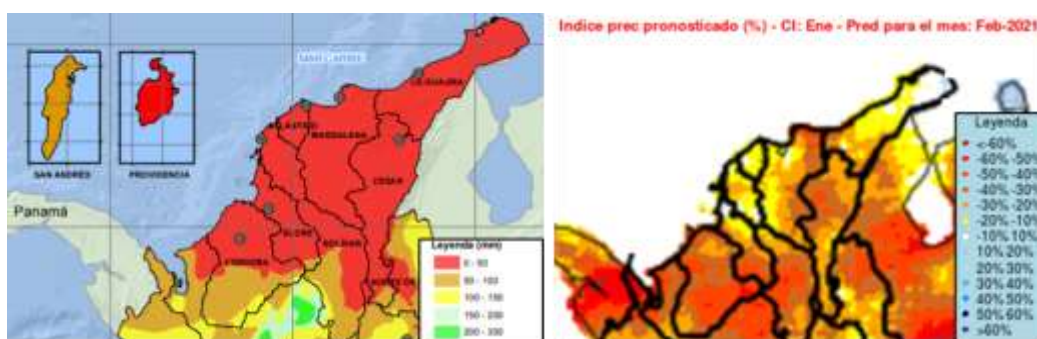 MAR CARIBE
LA GUAJIRA
ATLANTICO
MAGDALENA
CESAR
SAN ANDRES
PROVIDENCIA
Panamá
SUCRE
BOLIVAR
CORDOBA
NORTE DE
Leyenda (mm)
0 - 50
50 - 100
100 - 150
150 - 200
200 - 300
Indice prec pronosticado (%) - CI: Ene - Pred para el mes: Feb-2021
Leyenda
<-60%
-60% -50%
-50% -40%
-40% -30%
-30% -20%
-20% -10%
-10% 10%
10% 20%
20% 30%
30% 40%
40% 50%
50% 60%
>60%